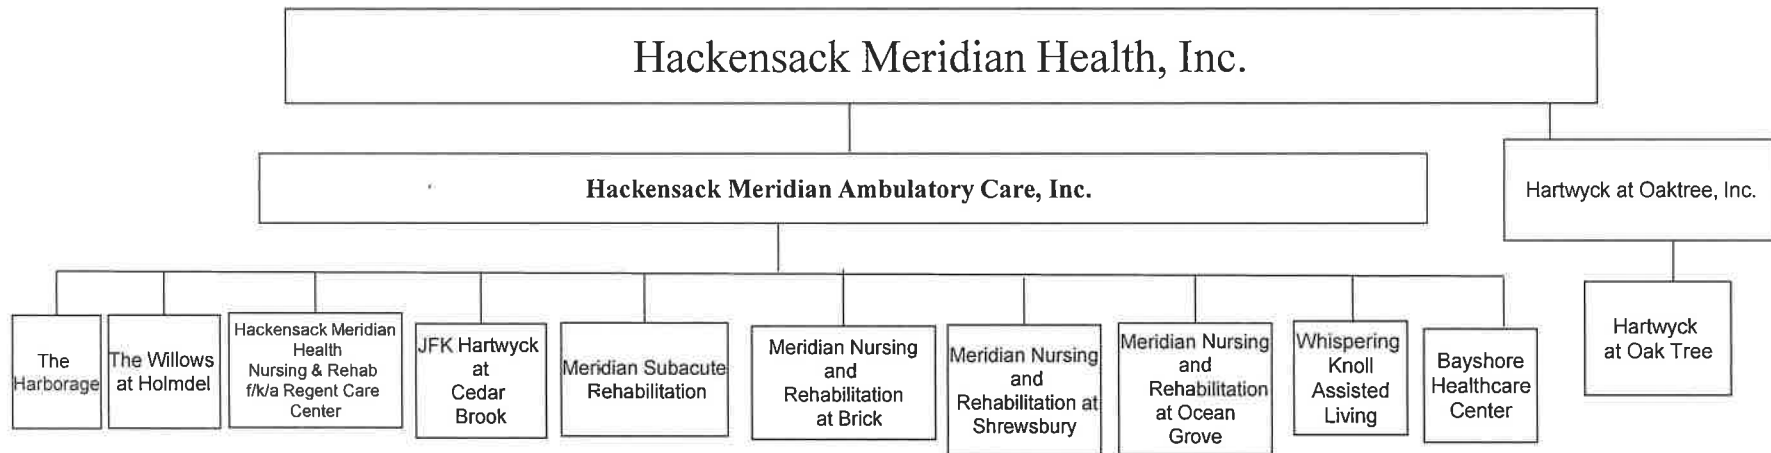 Hackensack Meridian Health, Inc.
Hackensack Meridian Ambulatory Care, Inc.
Hartwyck at Oaktree, Inc.
The
Harborage
The Willows
at Holmdel
Hackensack Meridian
Health
Nursing & Rehab
f/k/a Regent Care
Center
JFK Hartwyck
at
Cedar
Brook
Meridian Subacute
Rehabilitation
Meridian Nursing
and
Rehabilitation
at Brick
Meridian Nursing
and
Rehabilitation at
Shrewsbury
Meridian Nursing
and
Rehabilitation
at Ocean
Grove
Whispering
Knoll
Assisted
Living
Bayshore
Healthcare
Center
Hartwyck
at Oak Tree